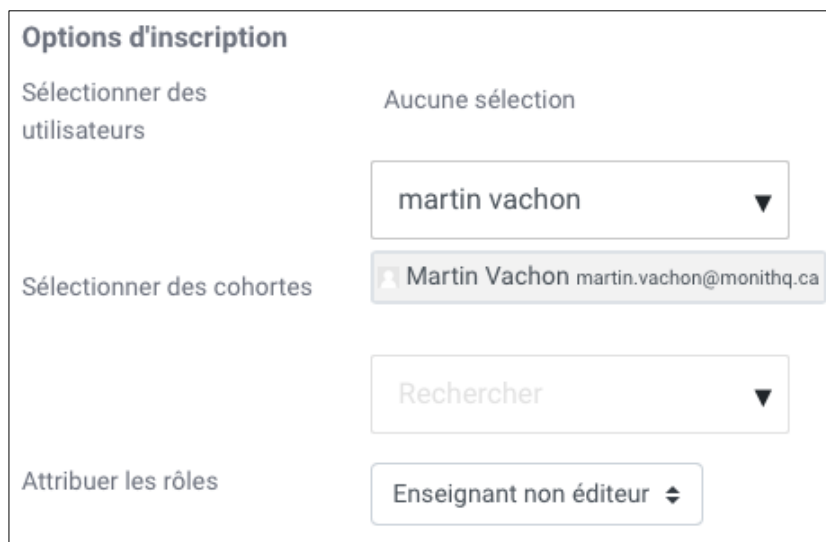 Options d'inscription
Sélectionner des
utilisateurs
Aucune sélection
martin vachon
Sélectionner des cohortes
Martin Vachon martin.vachon@monithq.ca
Rechercher
Attribuer les rôles
Enseignant non éditeur